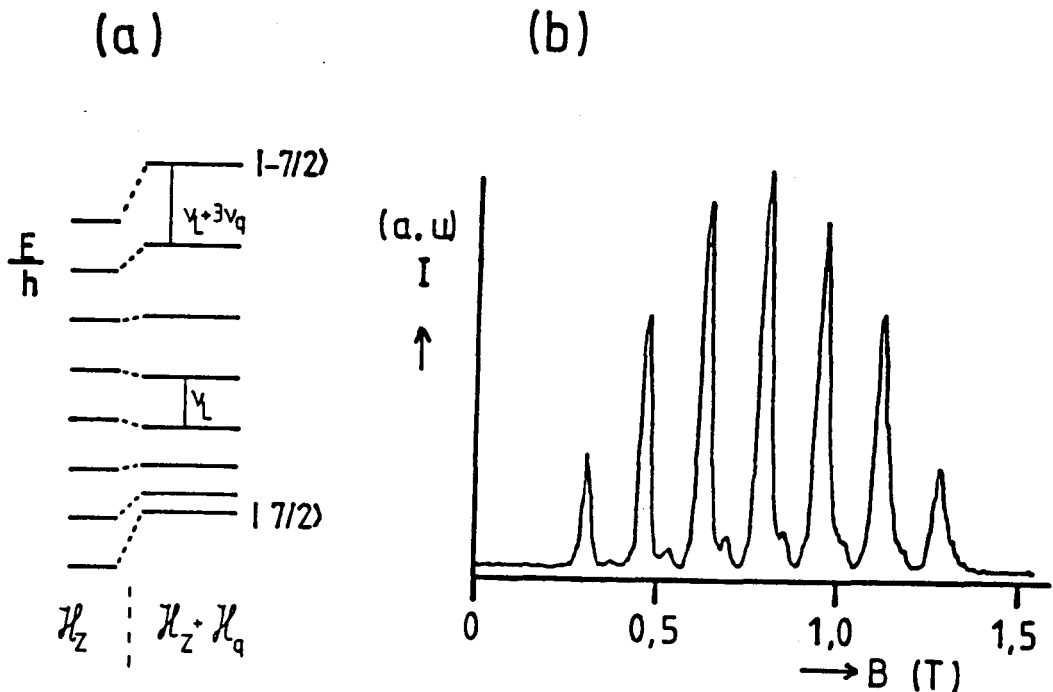 (a)
|-7/2⟩
ν_L+3ν_q
E/h
ν_L
|7/2⟩
ℋ_Z
ℋ_Z+ ℋ_q
(b)
(a.u)
I
↑
0
0,5
1,0
1,5
→ B (T)